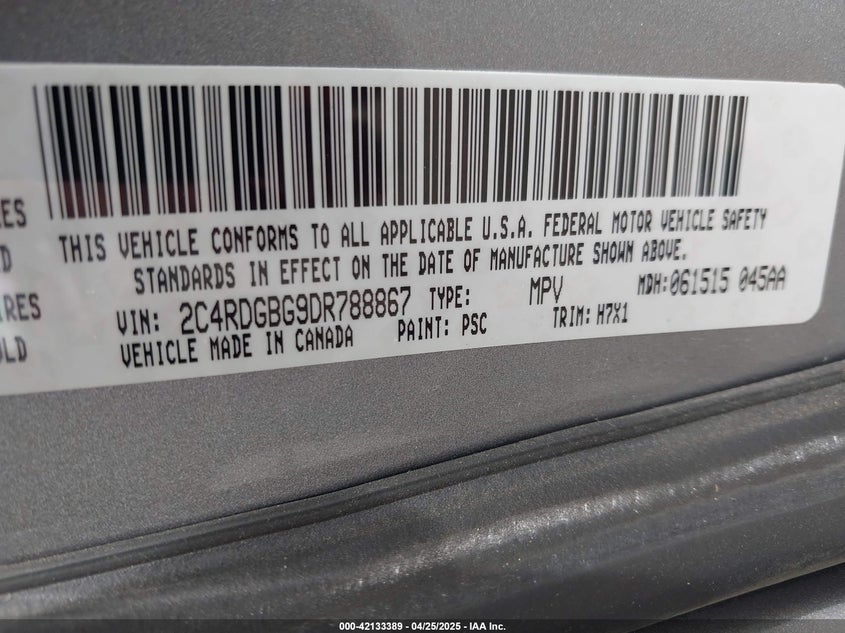 THIS VEHICLE CONFORMS TO ALL APPLICABLE U.S.A. FEDERAL MOTOR VEHICLE SAFETY
STANDARDS IN EFFECT ON THE DATE OF MANUFACTURE SHOWN ABOVE.
VIN: 2C4RDGBG9DR788867 TYPE: MPV MDH:061515 045AA
VEHICLE MADE IN CANADA PAINT: PSC TRIM: H7X1
000-42133389 - 04/25/2025 - IAA Inc.